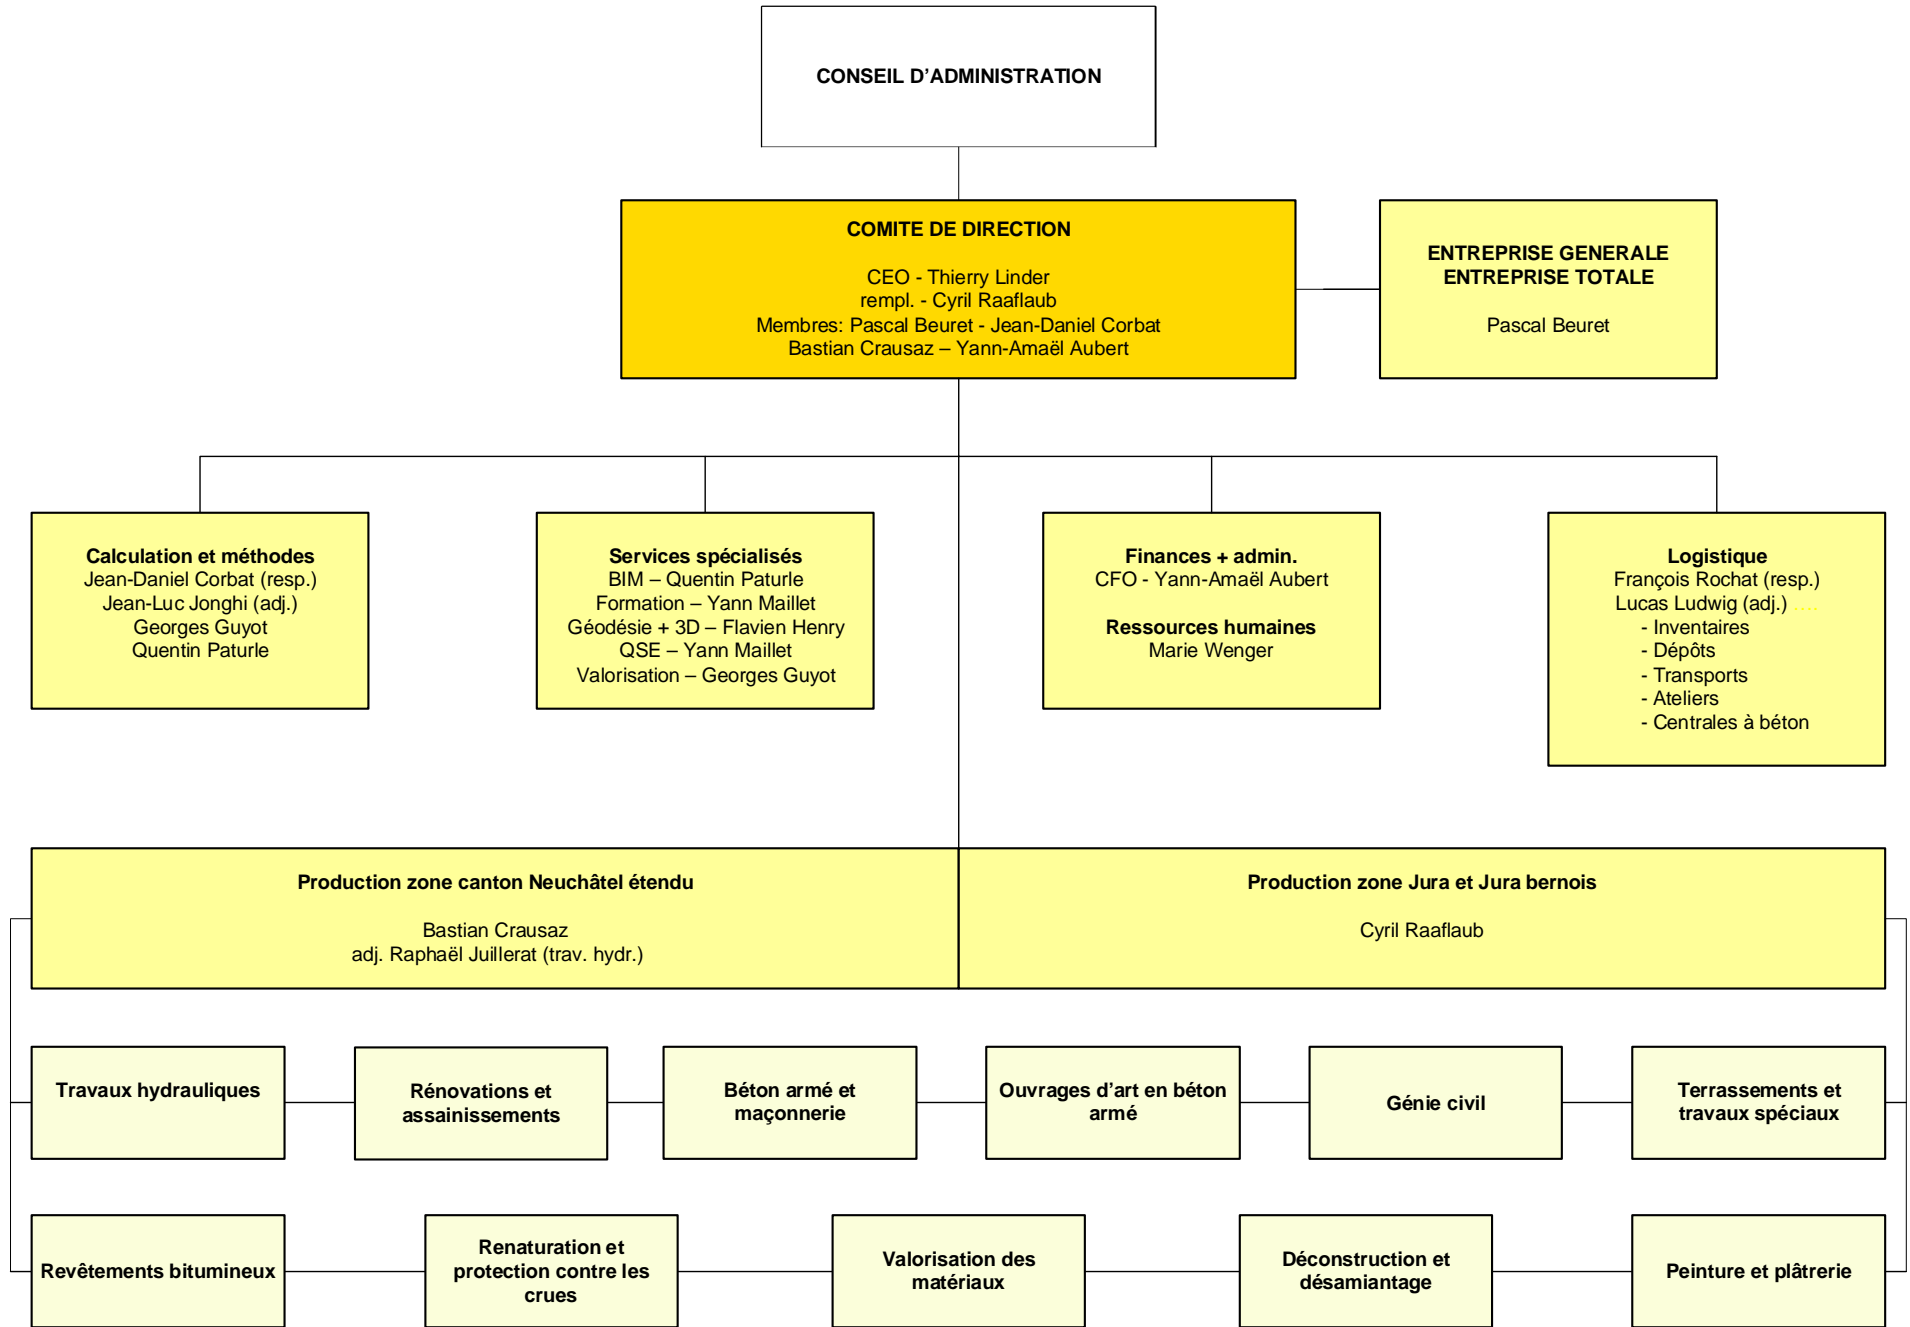 CONSEIL D'ADMINISTRATION
COMITE DE DIRECTION
CEO - Thierry Linder
rempl. - Cyril Raaflaub
Membres: Pascal Beuret - Jean-Daniel Corbat
Bastian Crausaz – Yann-Amaël Aubert
ENTREPRISE GENERALE
ENTREPRISE TOTALE
Pascal Beuret
Calculation et méthodes
Jean-Daniel Corbat (resp.)
Jean-Luc Jonghi (adj.)
Georges Guyot
Quentin Paturle
Services spécialisés
BIM – Quentin Paturle
Formation – Yann Maillet
Géodésie + 3D – Flavien Henry
QSE – Yann Maillet
Valorisation – Georges Guyot
Finances + admin.
CFO - Yann-Amaël Aubert
Ressources humaines
Marie Wenger
Logistique
François Rochat (resp.)
Lucas Ludwig (adj.) ....
- Inventaires
- Dépôts
- Transports
- Ateliers
- Centrales à béton
Production zone canton Neuchâtel étendu
Bastian Crausaz
adj. Raphaël Juillerat (trav. hydr.)
Production zone Jura et Jura bernois
Cyril Raaflaub
Travaux hydrauliques
Rénovations et
assainissements
Béton armé et
maçonnerie
Ouvrages d'art en béton
armé
Génie civil
Terrassements et
travaux spéciaux
Revêtements bitumineux
Renaturation et
protection contre les
crues
Valorisation des
matériaux
Déconstruction et
désamiantage
Peinture et plâtrerie